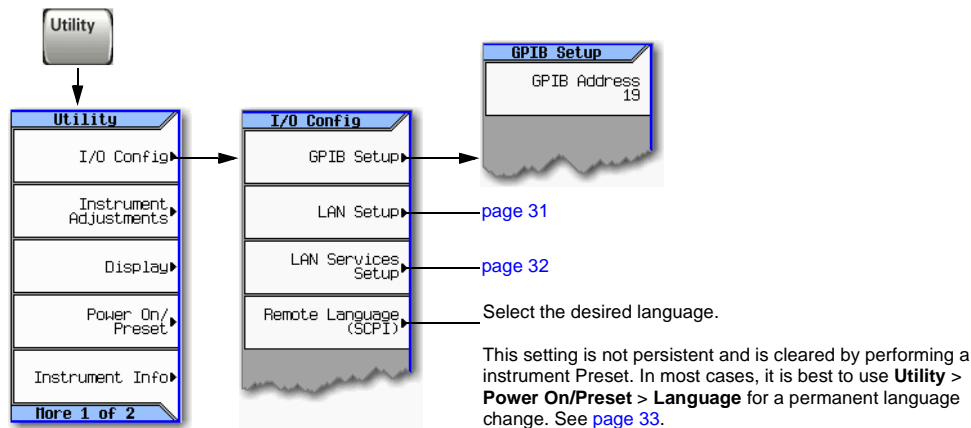 Utility
Utility
I/O Config
Instrument
Adjustments
Display
Power On/
Preset
Instrument Info
More 1 of 2
I/O Config
GPIB Setup
LAN Setup
LAN Services
Setup
Remote Language
(SCPI)
GPIB Setup
GPIB Address
19
page 31
page 32
Select the desired language.
This setting is not persistent and is cleared by performing a
instrument Preset. In most cases, it is best to use Utility >
Power On/Preset > Language for a permanent language
change. See page 33.